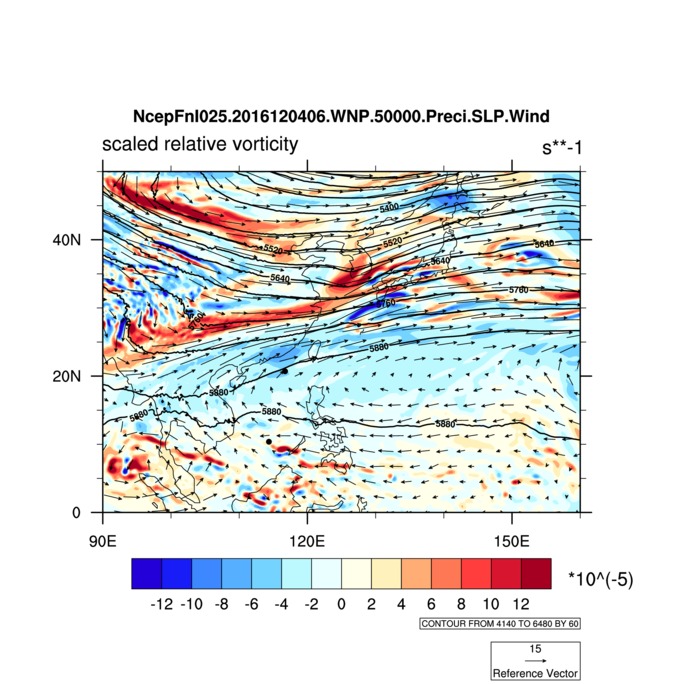 NcepFnl025.2016120406.WNP.50000.Preci.SLP.Wind
scaled relative vorticity s**-1
5400
5520 5520
5640
40N
5640 5640
5760
5760 5760
5880
20N
5880
5880 5880 5880
0
90E 120E 150E
-12 -10 -8 -6 -4 -2 0 2 4 6 8 10 12 *10^(-5)
CONTOUR FROM 4140 TO 6480 BY 60
15
Reference Vector